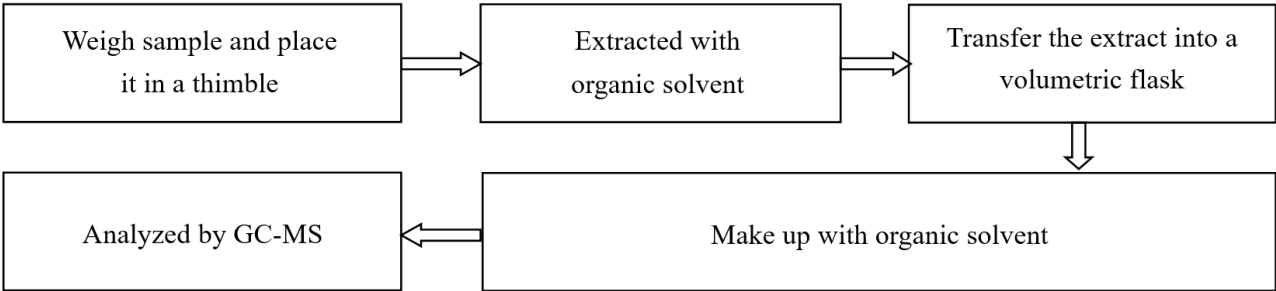 Weigh sample and place
it in a thimble
Extracted with
organic solvent
Transfer the extract into a
volumetric flask
Make up with organic solvent
Analyzed by GC-MS